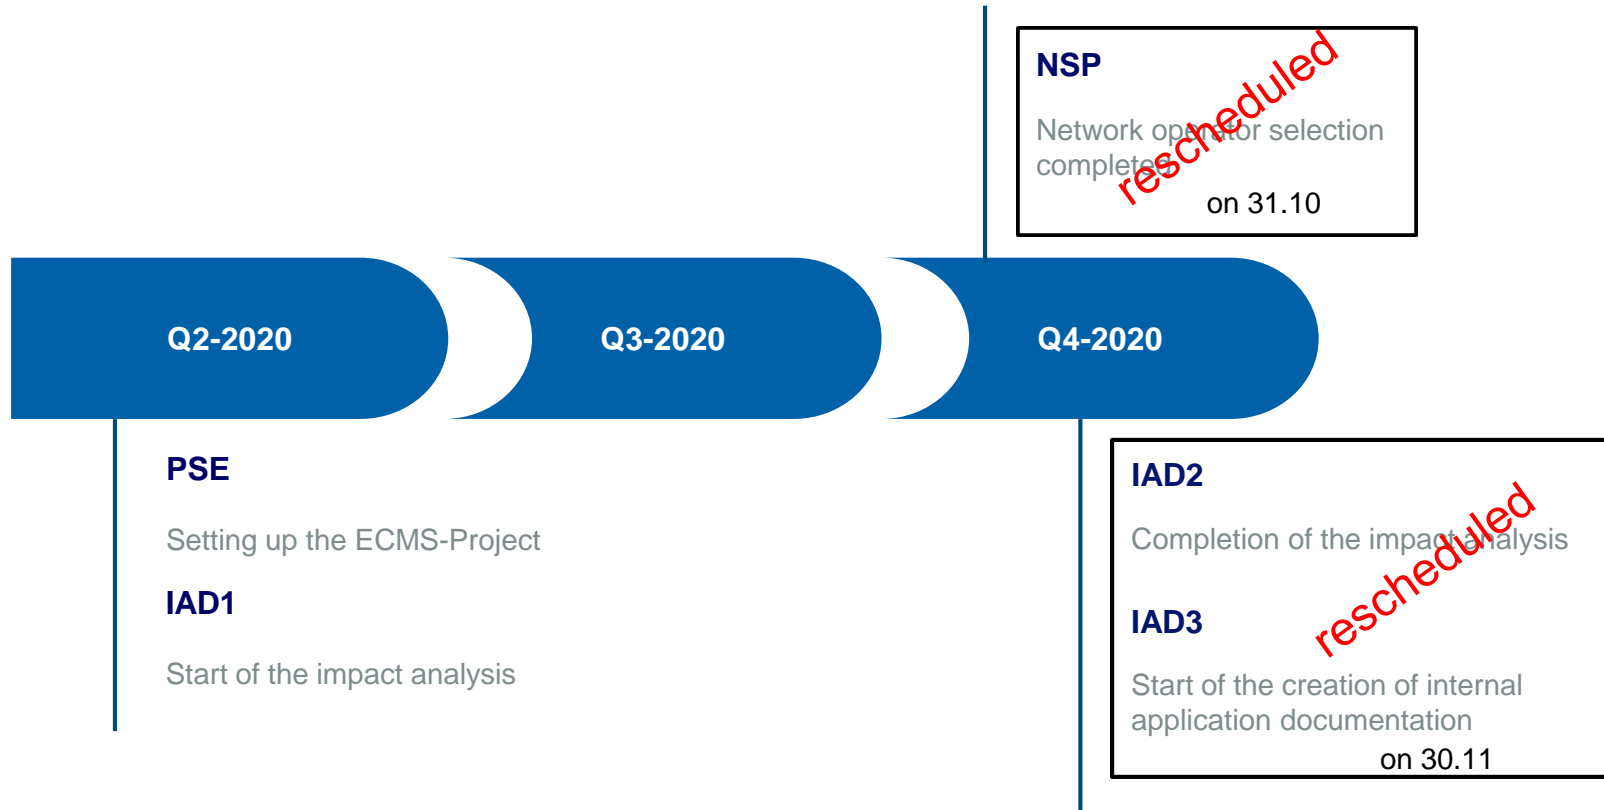 NSP
Network operator selection
completed
rescheduled
on 31.10
Q2-2020
Q3-2020
Q4-2020
PSE
Setting up the ECMS-Project
IAD1
Start of the impact analysis
IAD2
Completion of the impact analysis
rescheduled
IAD3
Start of the creation of internal
application documentation
on 30.11